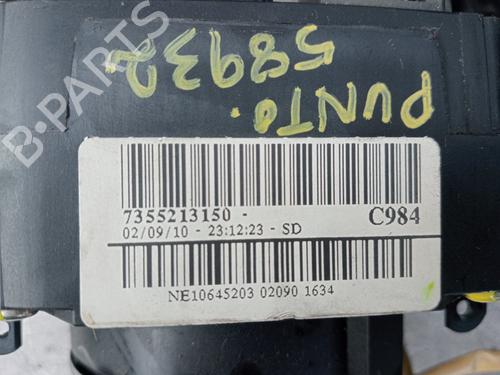 PUNTO.
58932
B-PARTS
7355213150 -
C984
02/09/10 - 23:12:23 - SD
NE10645203 02090 1634